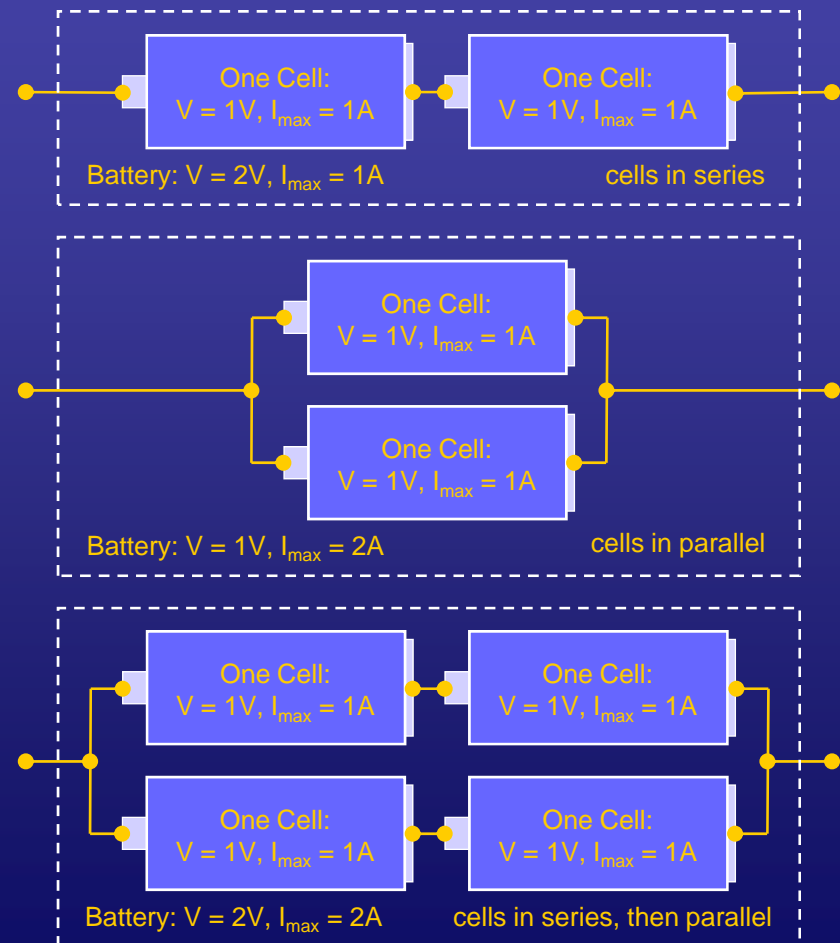 One Cell:
V = 1V, Imax = 1A
One Cell:
V = 1V, Imax = 1A
Battery: V = 2V, Imax = 1A
cells in series
One Cell:
V = 1V, Imax = 1A
One Cell:
V = 1V, Imax = 1A
Battery: V = 1V, Imax = 2A
cells in parallel
One Cell:
V = 1V, Imax = 1A
One Cell:
V = 1V, Imax = 1A
One Cell:
V = 1V, Imax = 1A
One Cell:
V = 1V, Imax = 1A
Battery: V = 2V, Imax = 2A
cells in series, then parallel